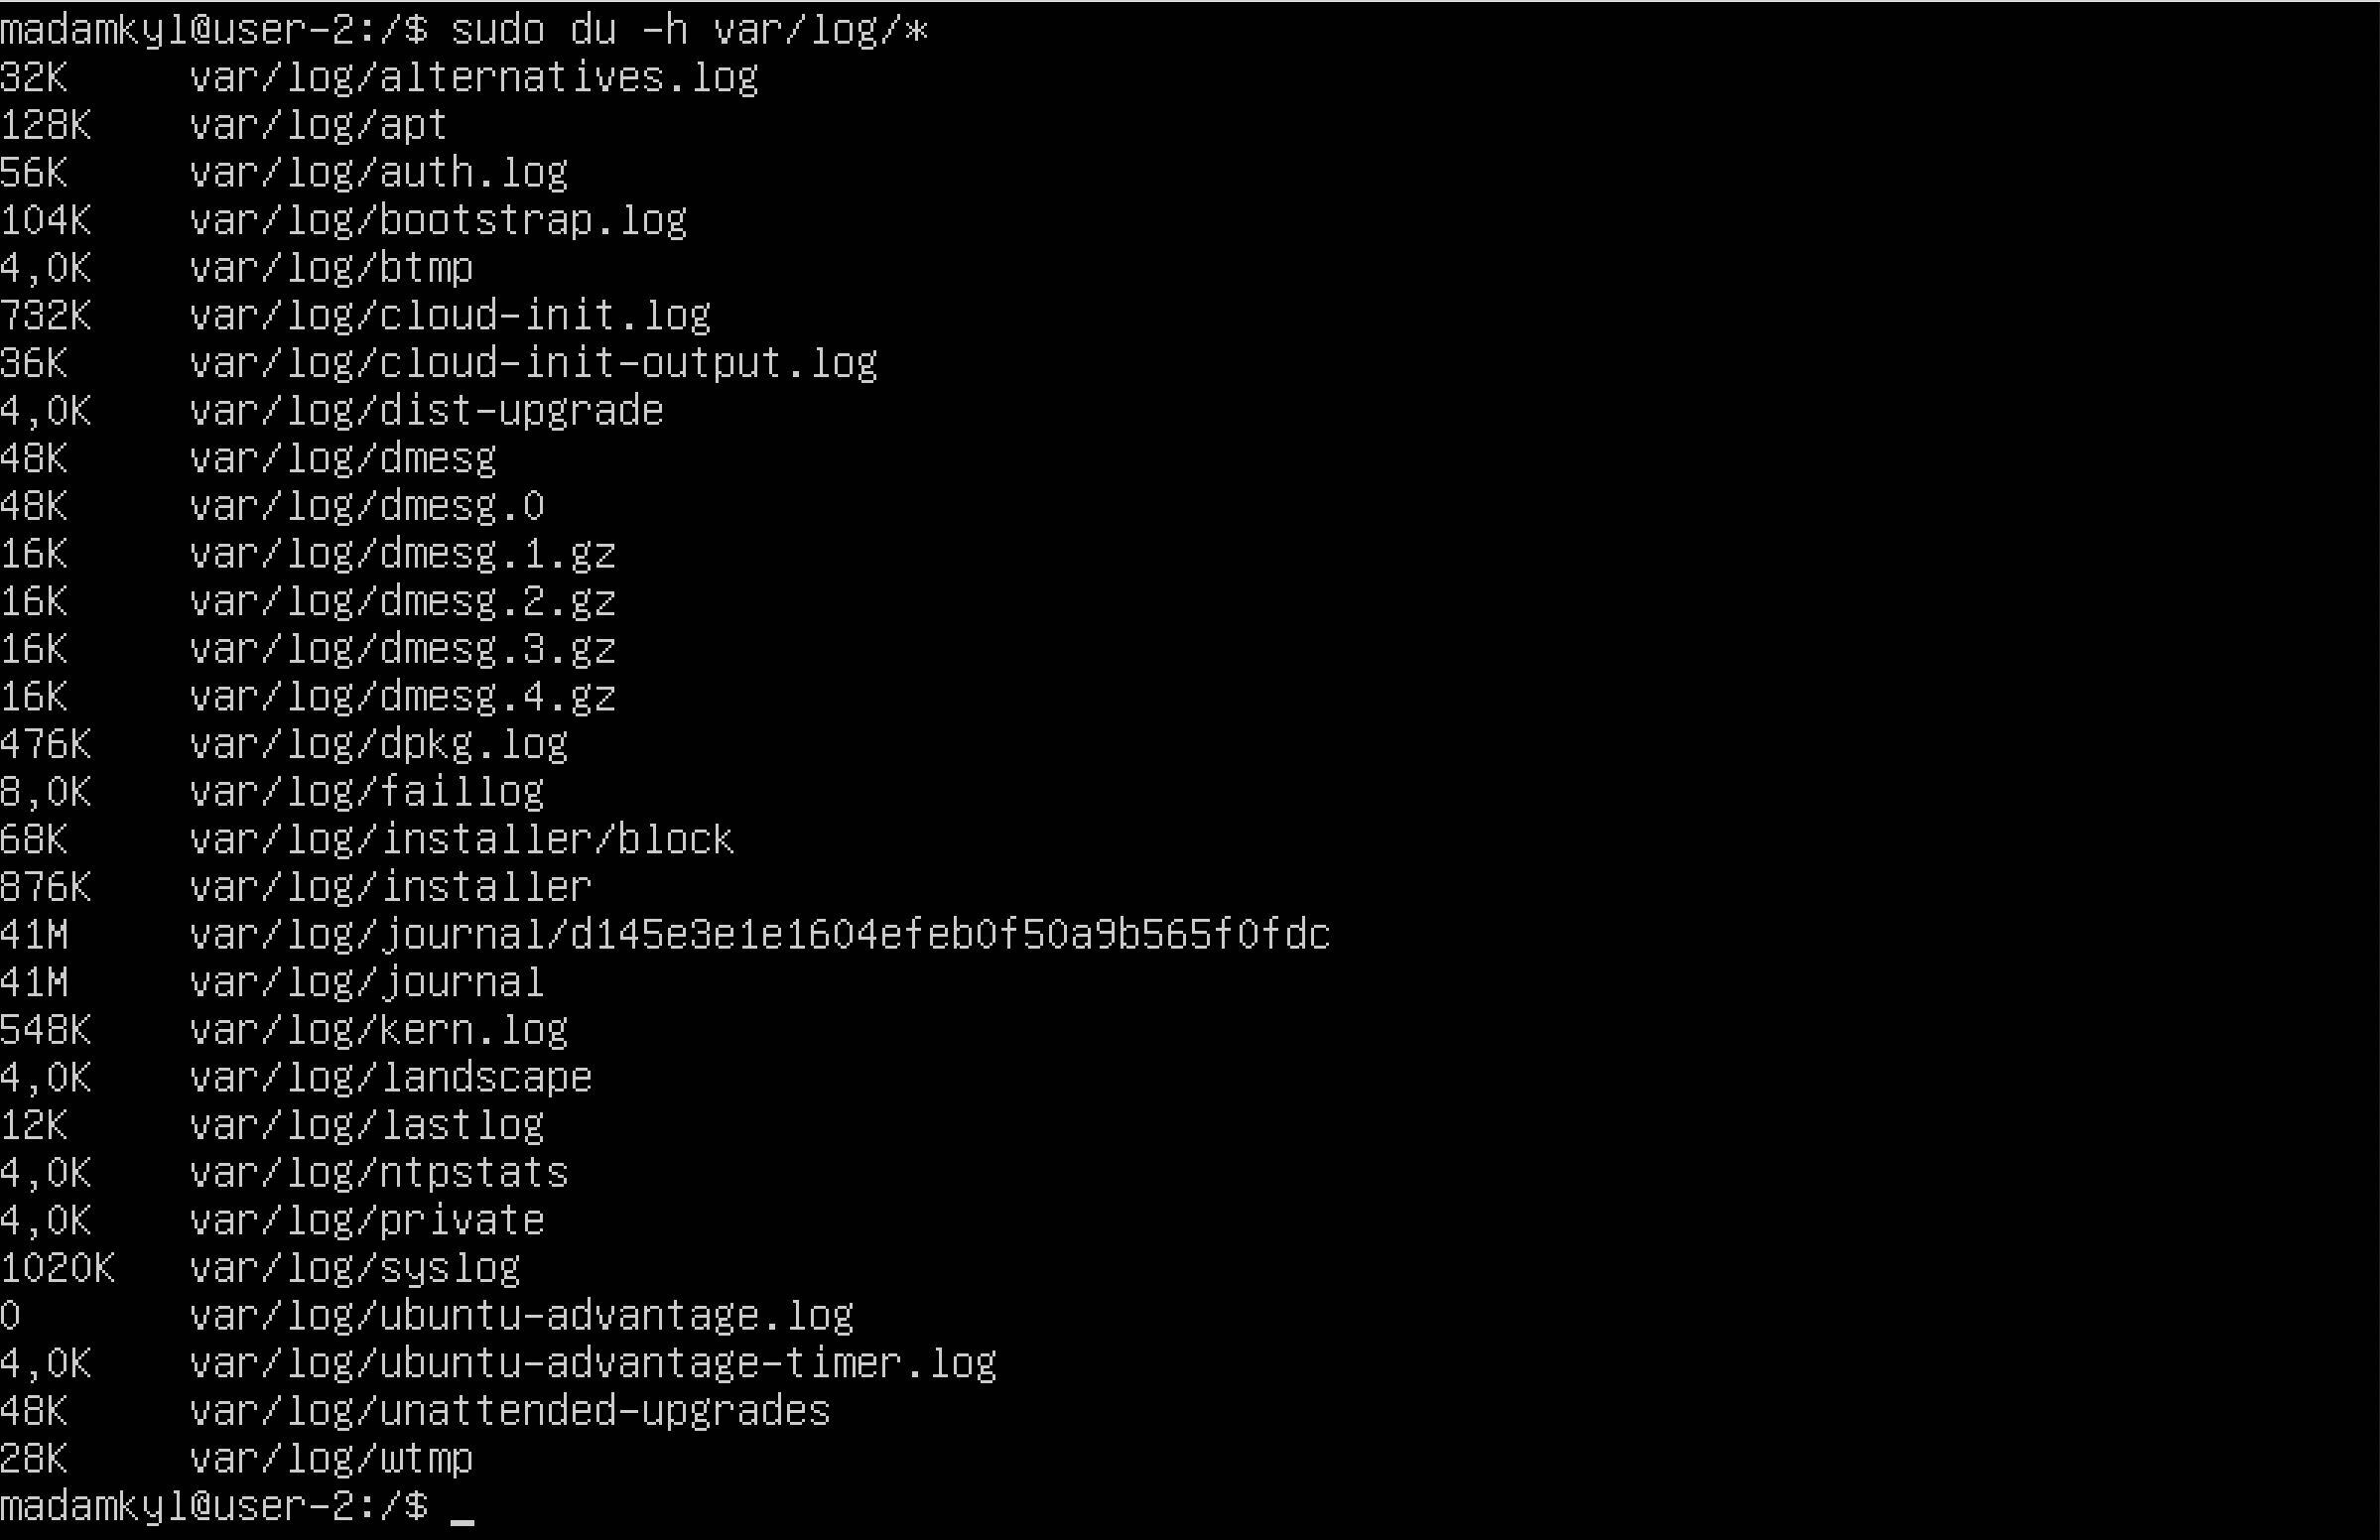 madamkyl@user-2:/$ sudo du -h var/log/*
32K     var/log/alternatives.log
128K    var/log/apt
56K     var/log/auth.log
104K    var/log/bootstrap.log
4,0K    var/log/btmp
732K    var/log/cloud-init.log
36K     var/log/cloud-init-output.log
4,0K    var/log/dist-upgrade
48K     var/log/dmesg
48K     var/log/dmesg.0
16K     var/log/dmesg.1.gz
16K     var/log/dmesg.2.gz
16K     var/log/dmesg.3.gz
16K     var/log/dmesg.4.gz
476K    var/log/dpkg.log
8,0K    var/log/faillog
68K     var/log/installer/block
876K    var/log/installer
41M     var/log/journal/d145e3e1e1604efeb0f50a9b565f0fdc
41M     var/log/journal
548K    var/log/kern.log
4,0K    var/log/landscape
12K     var/log/lastlog
4,0K    var/log/ntpstats
4,0K    var/log/private
1020K   var/log/syslog
0       var/log/ubuntu-advantage.log
4,0K    var/log/ubuntu-advantage-timer.log
48K     var/log/unattended-upgrades
28K     var/log/wtmp
madamkyl@user-2:/$ _